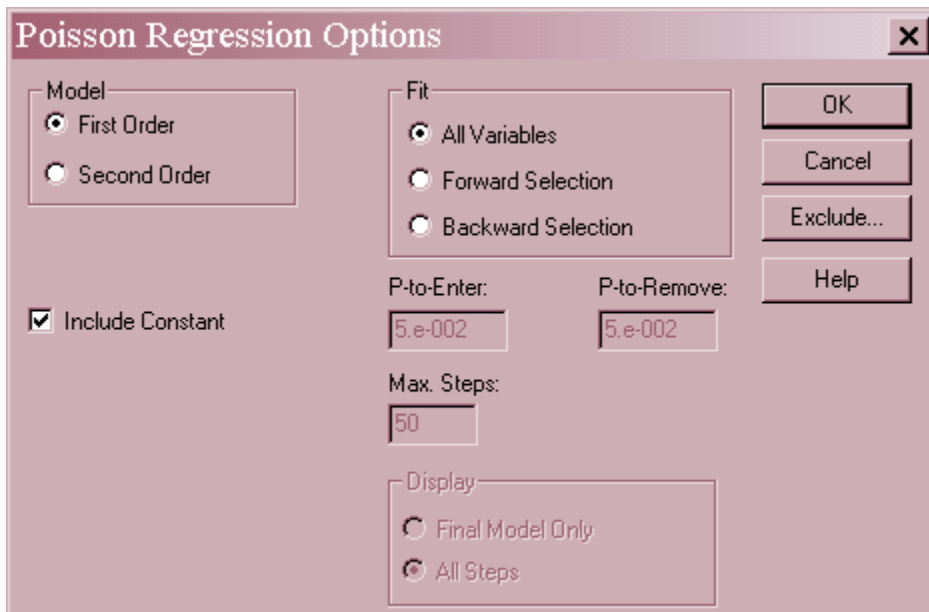 Poisson Regression Options
Model
First Order
Second Order
Include Constant
Fit
All Variables
Forward Selection
Backward Selection
P-to-Enter:
5.e-002
P-to-Remove:
5.e-002
Max. Steps:
50
Display
Final Model Only
All Steps
OK
Cancel
Exclude...
Help